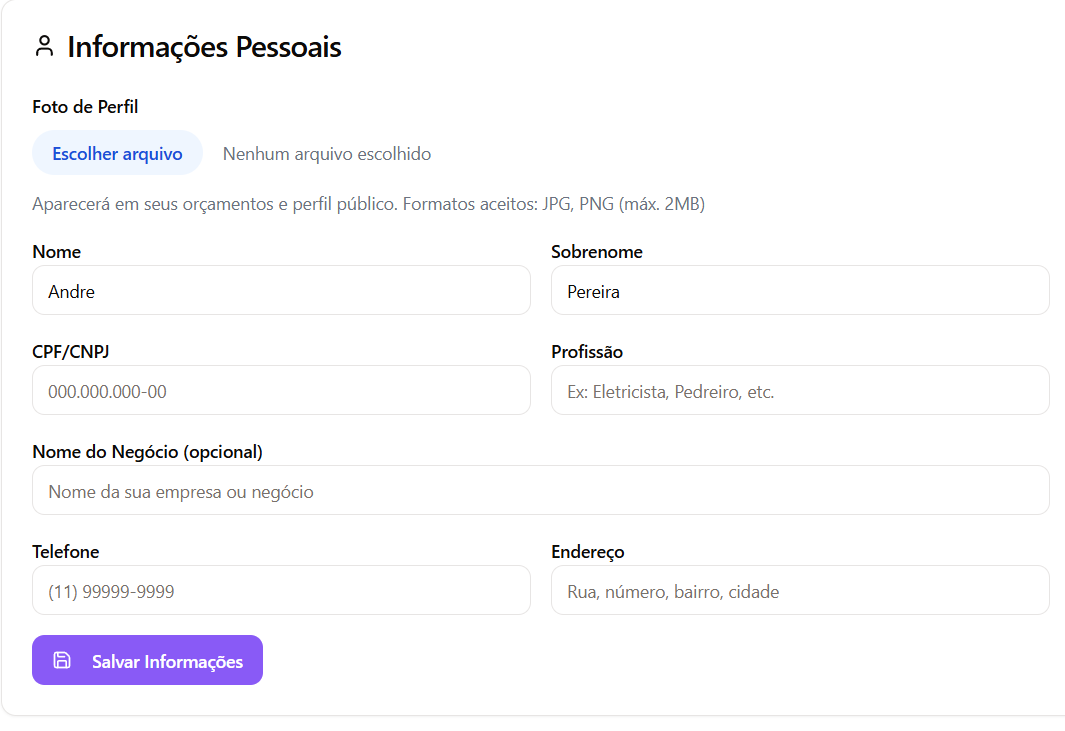 Informações Pessoais
Foto de Perfil
Escolher arquivo Nenhum arquivo escolhido
Aparecerá em seus orçamentos e perfil público. Formatos aceitos: JPG, PNG (máx. 2MB)
Nome Sobrenome
Andre Pereira
CPF/CNPJ Profissão
000.000.000-00 Ex: Eletricista, Pedreiro, etc.
Nome do Negócio (opcional)
Nome da sua empresa ou negócio
Telefone Endereço
(11) 99999-9999 Rua, número, bairro, cidade
Salvar Informações